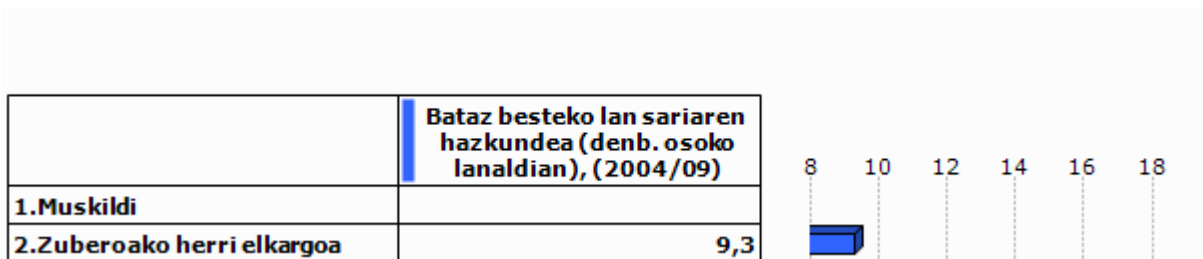 Bataz besteko lan sariaren
hazkundea (denb. osoko
lanaldian), (2004/09)
8 10 12 14 16 18
1.Muskildi
2.Zuberoako herri elkargoa 9,3